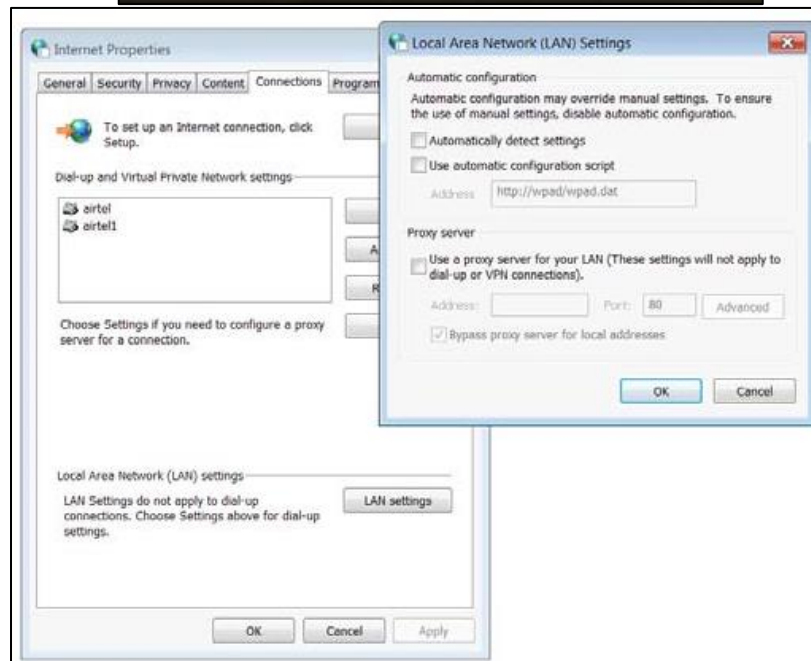 Internet Properties
General Security Privacy Content Connections Program
To set up an Internet connection, click
Setup.
Dial-up and Virtual Private Network settings
airtel
airtel1
A
R
Choose Settings if you need to configure a proxy
server for a connection.
Local Area Network (LAN) settings
LAN Settings do not apply to dial-up
connections. Choose Settings above for dial-up
settings.
LAN settings
OK Cancel Apply
Local Area Network (LAN) Settings
Automatic configuration
Automatic configuration may override manual settings. To ensure
the use of manual settings, disable automatic configuration.
Automatically detect settings
Use automatic configuration script
Address http://wpad/wpad.dat
Proxy server
Use a proxy server for your LAN (These settings will not apply to
dial-up or VPN connections).
Address: Port: 80 Advanced
Bypass proxy server for local addresses
OK Cancel